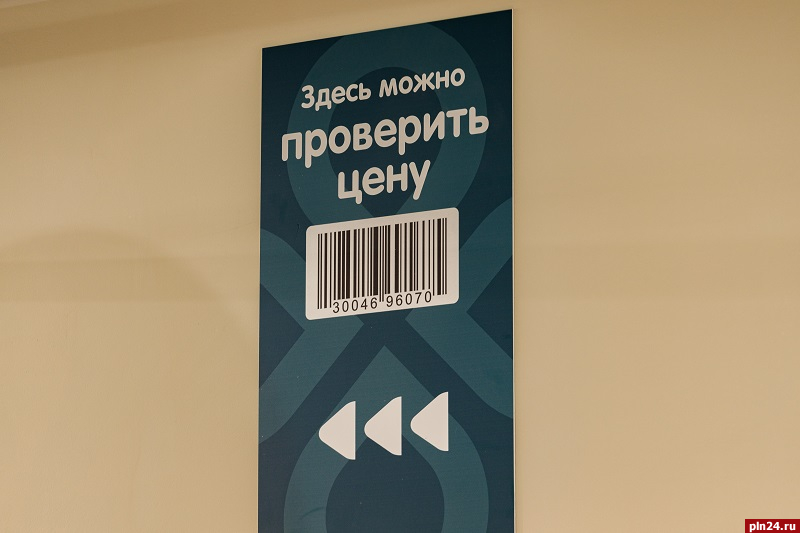 Здесь можно
проверить
цену
30046 96070
pln24.ru